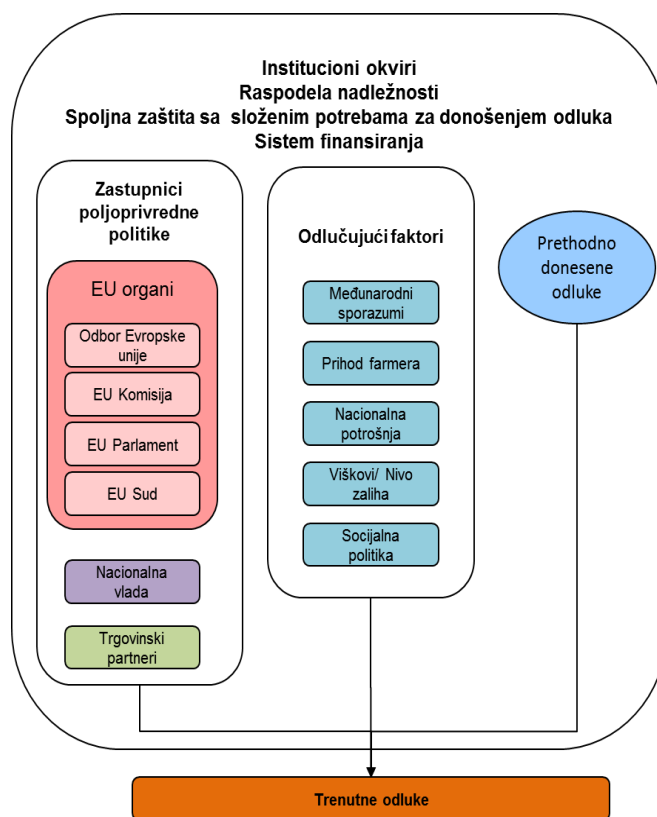 Institucioni okviri
Raspodela nadležnosti
Spoljna zaštita sa složenim potrebama za donošenjem odluka
Sistem finansiranja
Zastupnici
poljoprivredne
politike
EU organi
Odbor Evropske
unije
EU Komisija
EU Parlament
EU Sud
Nacionalna
vlada
Trgovinski
partneri
Odlučujući faktori
Međunarodni
sporazumi
Prihod farmera
Nacionalna
potrošnja
Viškovi/ Nivo
zaliha
Socijalna
politika
Prethodno
donesene
odluke
Trenutne odluke